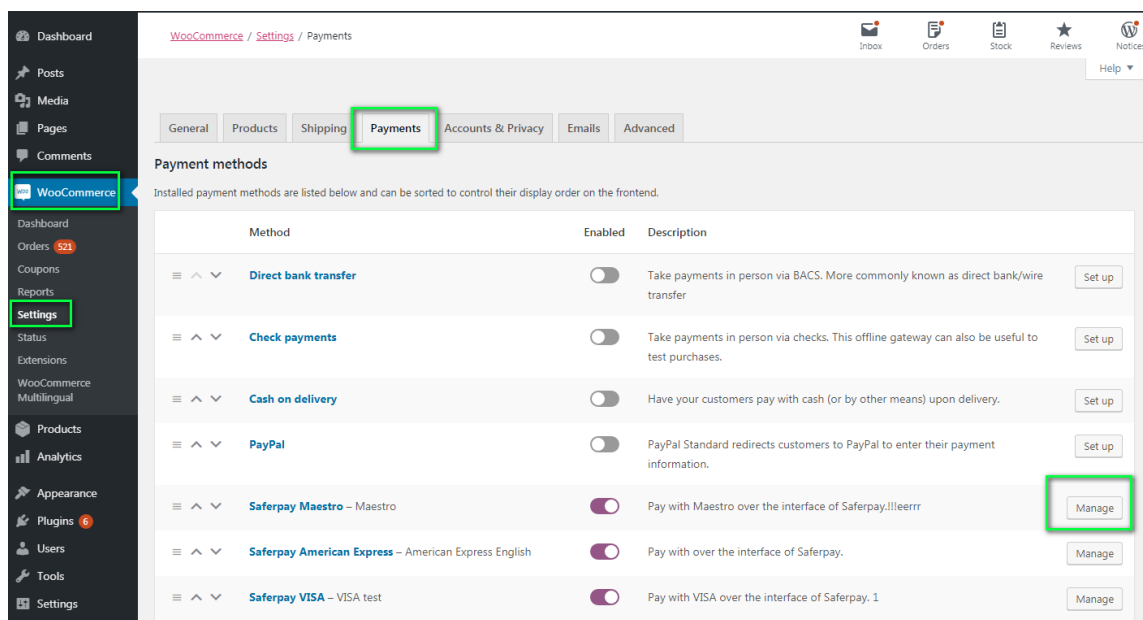 Dashboard
WooCommerce / Settings / Payments
Inbox
Orders
Stock
Reviews
Notices
Help
Posts
Media
Pages
Comments
WooCommerce
Dashboard
Orders 521
Coupons
Reports
Settings
Status
Extensions
WooCommerce
Multilingual
Products
Analytics
Appearance
Plugins 6
Users
Tools
Settings
General
Products
Shipping
Payments
Accounts & Privacy
Emails
Advanced
Payment methods
Installed payment methods are listed below and can be sorted to control their display order on the frontend.
Method Enabled Description
Direct bank transfer
Take payments in person via BACS. More commonly known as direct bank/wire
transfer
Set up
Check payments
Take payments in person via checks. This offline gateway can also be useful to
test purchases.
Set up
Cash on delivery
Have your customers pay with cash (or by other means) upon delivery.
Set up
PayPal
PayPal Standard redirects customers to PayPal to enter their payment
information.
Set up
Saferpay Maestro – Maestro
Pay with Maestro over the interface of Saferpay.!!!leerrr
Manage
Saferpay American Express – American Express English
Pay with over the interface of Saferpay.
Manage
Saferpay VISA – VISA test
Pay with VISA over the interface of Saferpay. 1
Manage